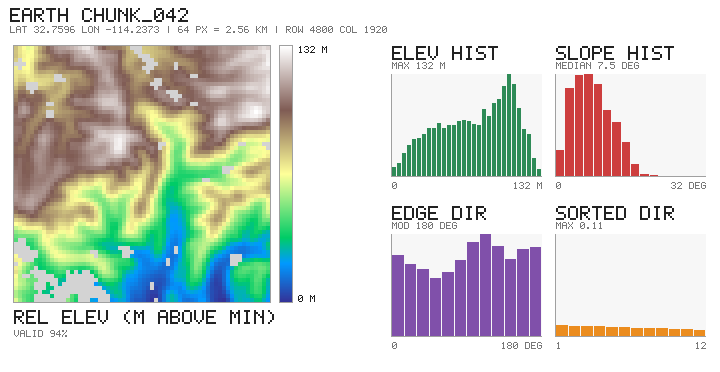 EARTH CHUNK_042
LAT 32.7596 LON -114.2373 | 64 PX = 2.56 KM | ROW 4800 COL 1920
132 M
0 M
REL ELEV (M ABOVE MIN)
VALID 94%
ELEV HIST
MAX 132 M
0 132 M
SLOPE HIST
MEDIAN 7.5 DEG
0 32 DEG
EDGE DIR
MOD 180 DEG
0 180 DEG
SORTED DIR
MAX 0.11
1 12